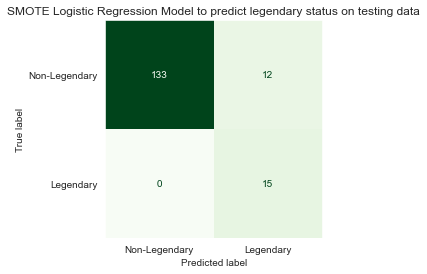 SMOTE Logistic Regression Model to predict legendary status on testing data
Non-Legendary
133
12
True label
Legendary
0
15
Non-Legendary
Legendary
Predicted label